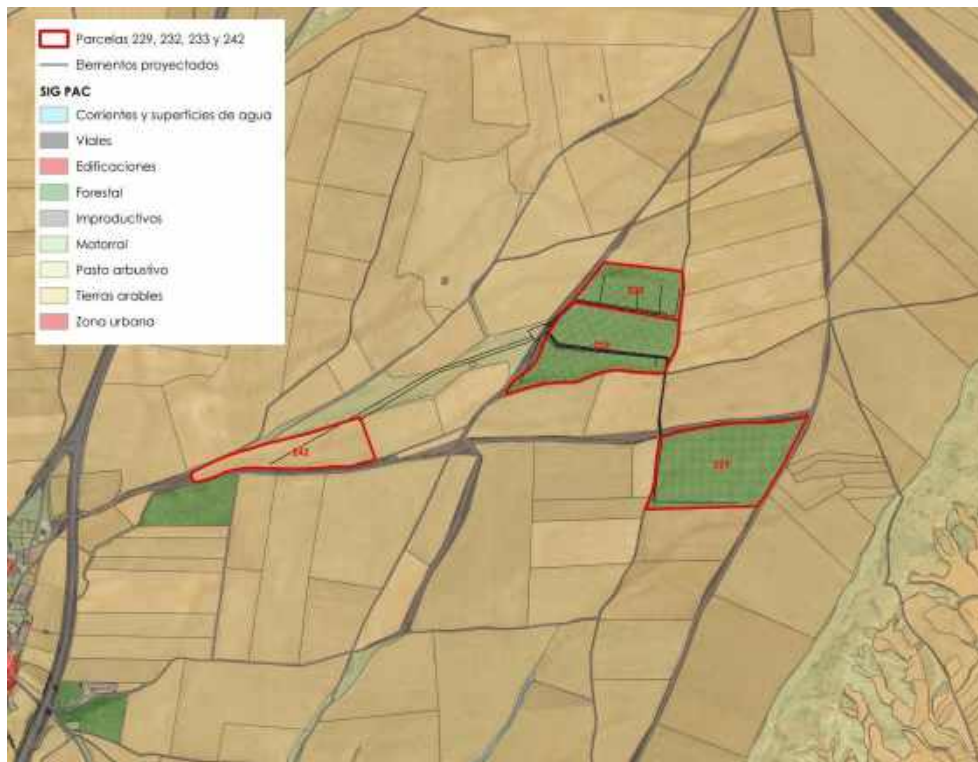 Parcelas 229, 232, 233 y 242
Elementos proyectados
SIG PAC
Corrientes y superficies de agua
Viales
Edificaciones
Forestal
Improductivos
Matorral
Pasto arbustivo
Tierras arables
Zona urbana
242
229